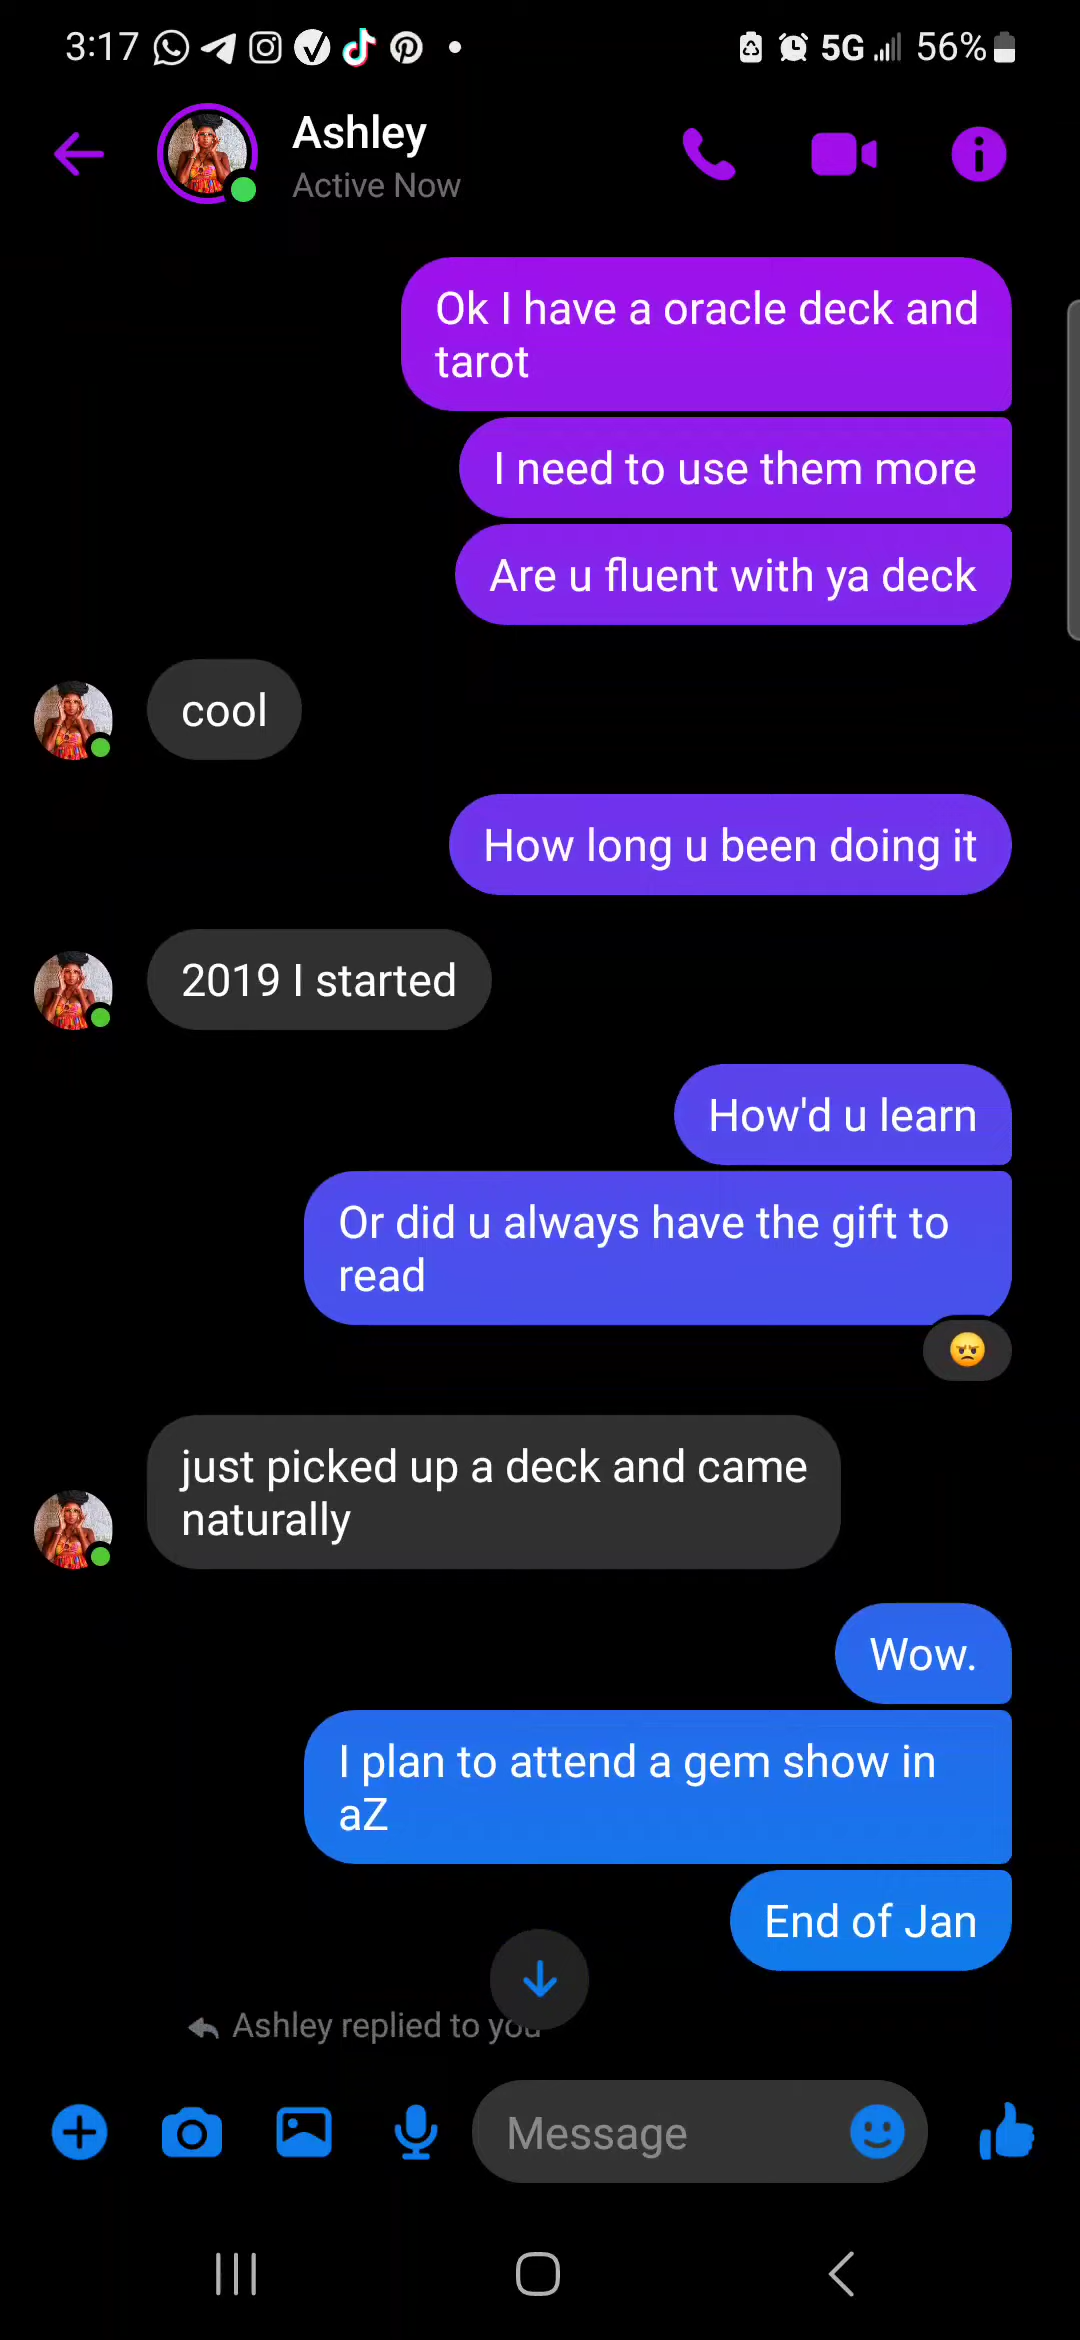 3:17
5G
56%
Ashley
Active Now
Ok I have a oracle deck and
tarot
I need to use them more
Are u fluent with ya deck
cool
How long u been doing it
2019 I started
How'd u learn
Or did u always have the gift to
read
just picked up a deck and came
naturally
Wow.
I plan to attend a gem show in
aZ
End of Jan
Ashley replied to you
Message